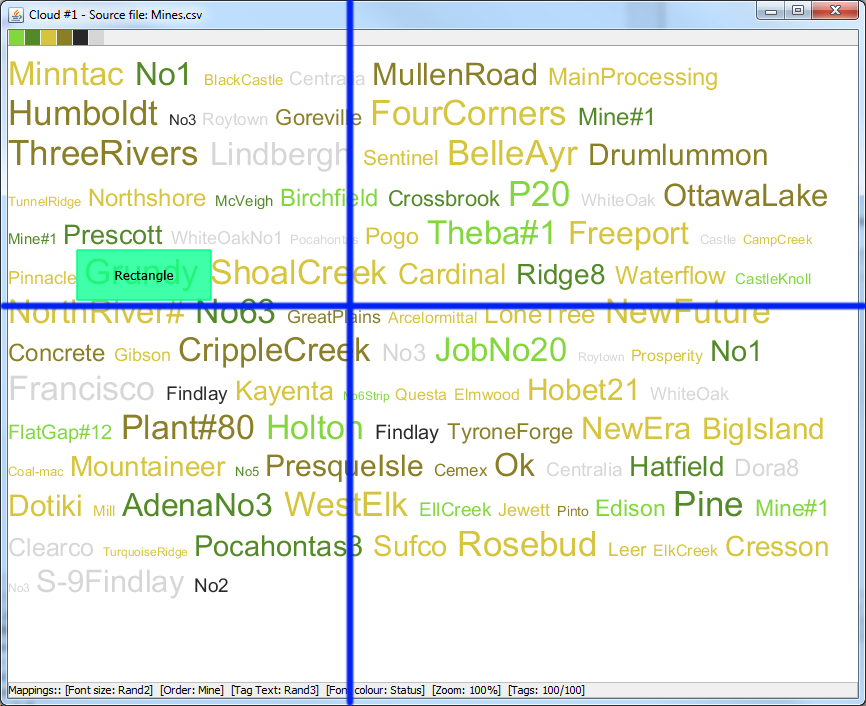 Cloud #1 - Source file: Mines.csv
Minntac No1 BlackCastle Centralia MullenRoad MainProcessing
Humboldt No3 Roytown Goreville FourCorners Mine#1
ThreeRivers Lindbergh Sentinel BelleAyr Drumlummon
TunnelRidge Northshore McVeigh Birchfield Crossbrook P20 WhiteOak OttawaLake
Mine#1 Prescott WhiteOakNo1 Pocahontas Pogo Theba#1 Freeport Castle CampCreek
Pinnacle Grundy Rectangle ShoalCreek Cardinal Ridge8 Waterflow CastleKnoll
NorthRiver# No63 GreatPlains Arcelormittal LoneTree NewFuture
Concrete Gibson CrippleCreek No3 JobNo20 Roytown Prosperity No1
Francisco Findlay Kayenta No6Strip Questa Elmwood Hobet21 WhiteOak
FlatGap#12 Plant#80 Holton Findlay TyroneForge NewEra BigIsland
Coal-mac Mountaineer No5 PresqueIsle Cemex Ok Centralia Hatfield Dora8
Dotiki Mill AdenaNo3 WestElk EllCreek Jewett Pinto Edison Pine Mine#1
Clearco TurquoiseRidge Pocahontas3 Sufco Rosebud Leer ElkCreek Cresson
No3 S-9Findlay No2
Mappings:: [Font size: Rand2] [Order: Mine] [Tag Text: Rand3] [Font colour: Status] [Zoom: 100%] [Tags: 100/100]